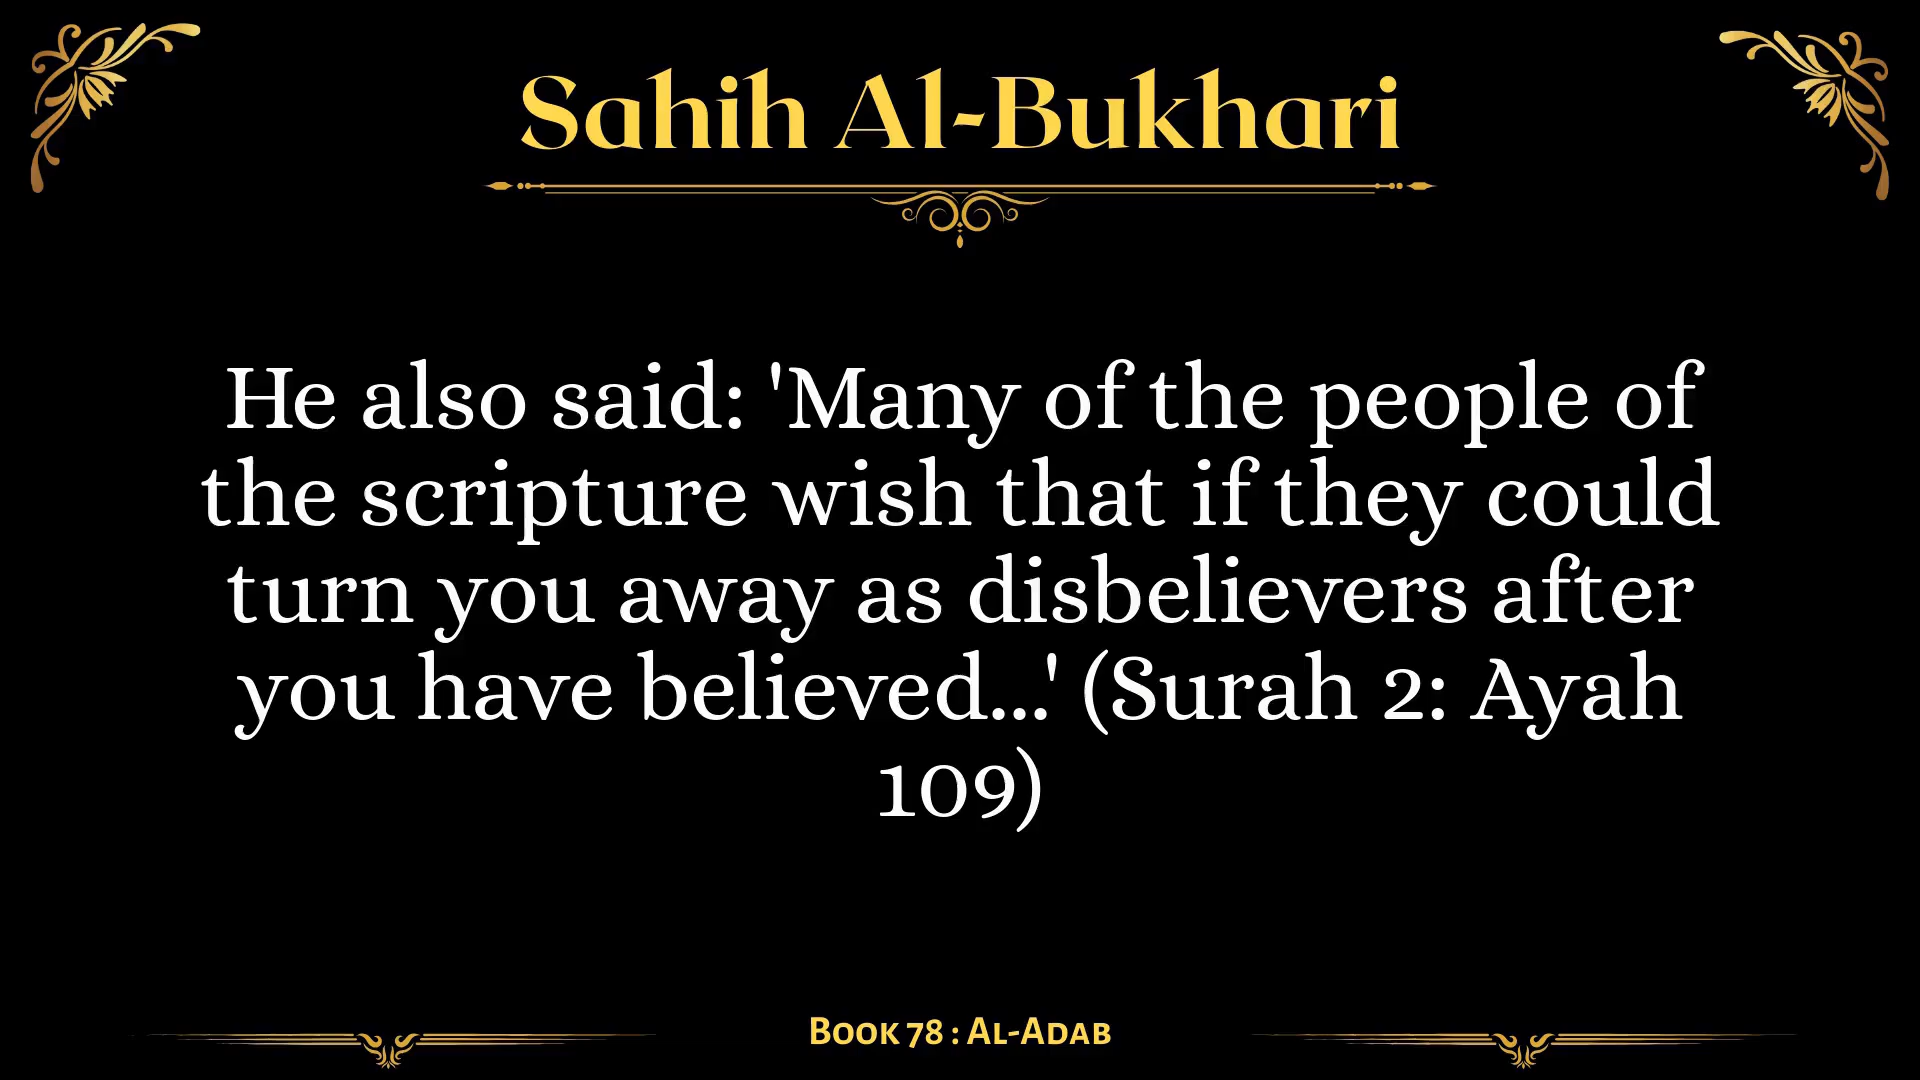 Sahih Al-Bukhari
He also said: 'Many of the people of
the scripture wish that if they could
turn you away as disbelievers after
you have believed...' (Surah 2: Ayah
109)
Book 78 : Al-Adab